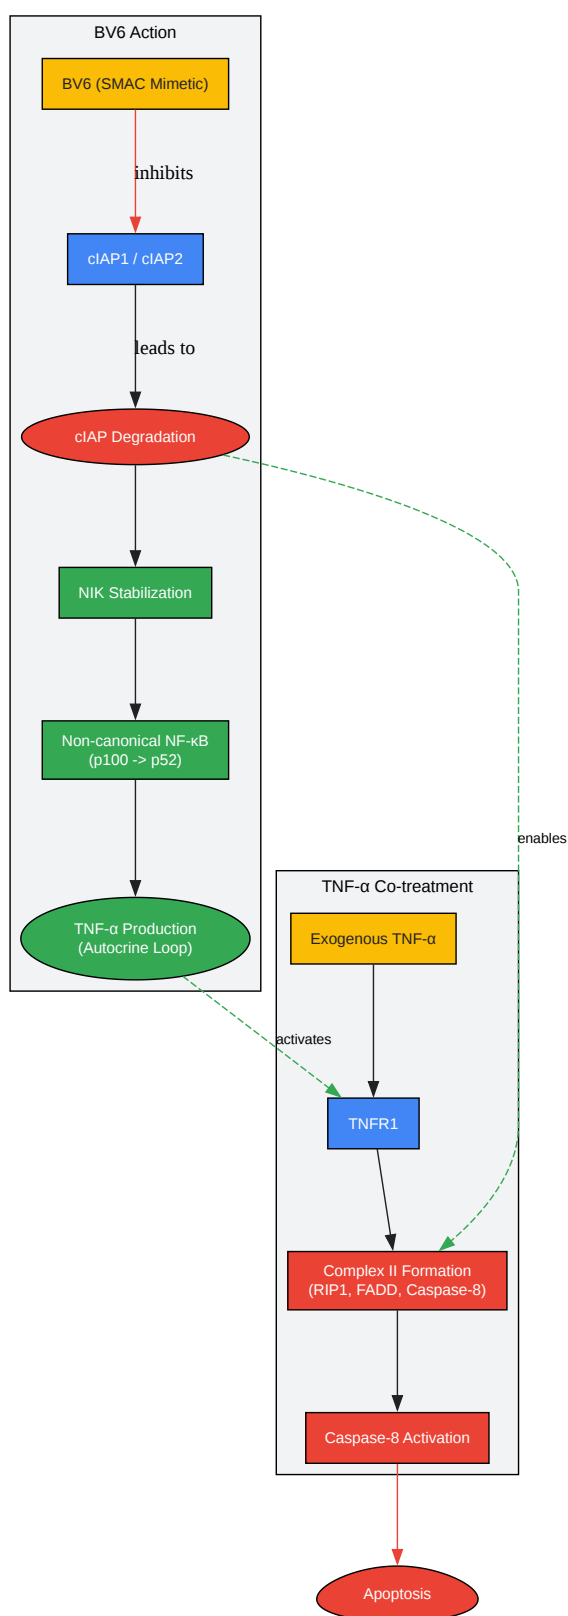 BV6 Action
BV6 (SMAC Mimetic)
inhibits
cIAP1 / cIAP2
leads to
cIAP Degradation
NIK Stabilization
Non-canonical NF-κB
(p100 -> p52)
enables
TNF-α Production
(Autocrine Loop)
TNF-α Co-treatment
Exogenous TNF-α
activates
TNFR1
Complex II Formation
(RIP1, FADD, Caspase-8)
Caspase-8 Activation
Apoptosis